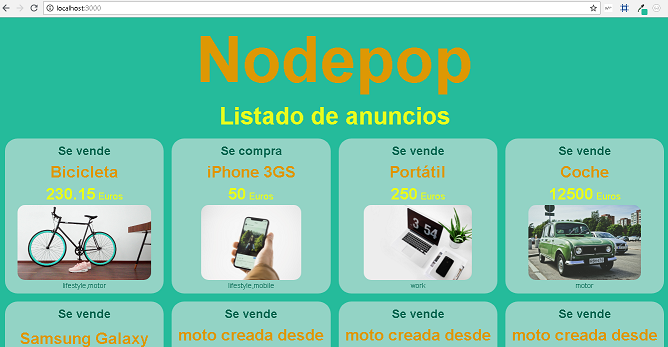 localhost:3000
Nodepop
Listado de anuncios
Se vende
Bicicleta
230.15 Euros
lifestyle,motor
Se compra
iPhone 3GS
50 Euros
lifestyle,mobile
Se vende
Portátil
250 Euros
3 54
work
Se vende
Coche
12500 Euros
motor
Se vende
Samsung Galaxy
Se vende
moto creada desde
Se vende
moto creada desde
Se vende
moto creada desde